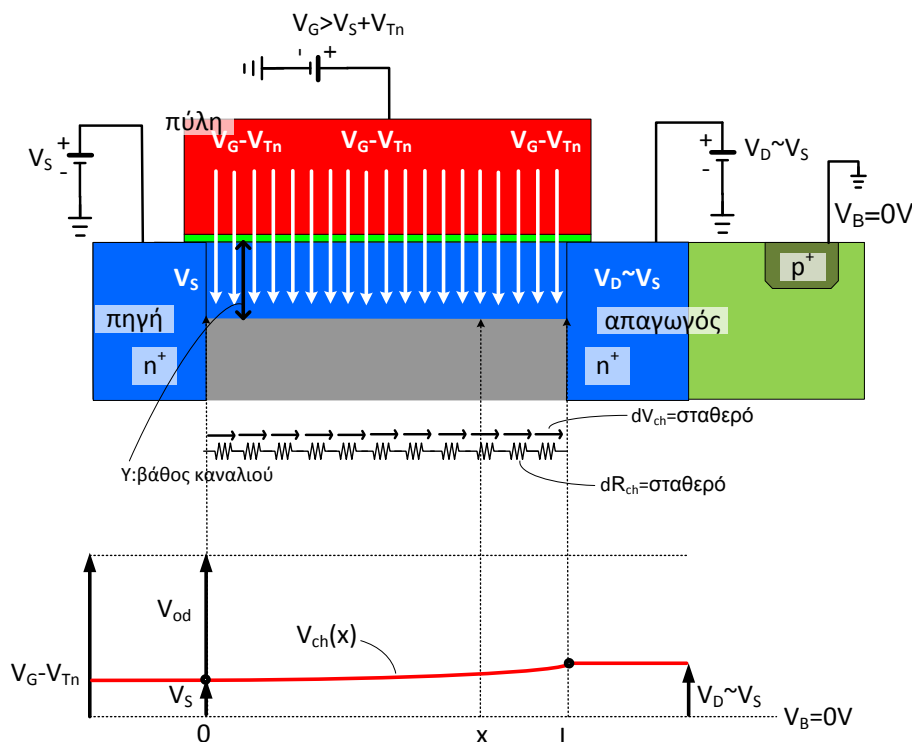 V_G>V_S+V_Tn
- +
πύλη
V_G-V_Tn V_G-V_Tn V_G-V_Tn
V_S
+
-
+
-
V_D~V_S
V_B=0V
p⁺
V_S
V_D~V_S
πηγή
απαγωγός
n⁺
n⁺
dV_ch=σταθερό
Y:βάθος καναλιού
dR_ch=σταθερό
V_od
V_ch(x)
V_G-V_Tn
V_S
V_D~V_S
V_B=0V
0 x L